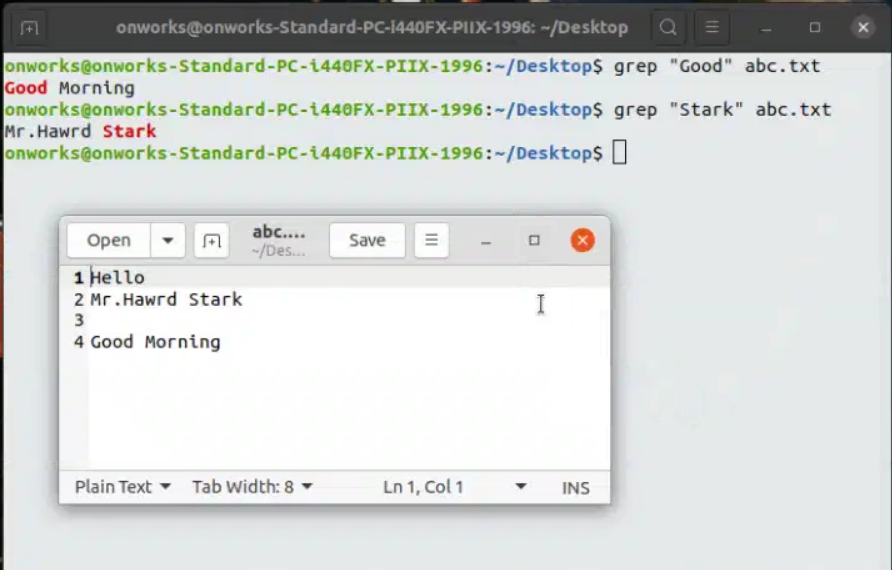 onworks@onworks-Standard-PC-i440FX-PIIX-1996: ~/Desktop
onworks@onworks-Standard-PC-i440FX-PIIX-1996:~/Desktop$ grep "Good" abc.txt
Good Morning
onworks@onworks-Standard-PC-i440FX-PIIX-1996:~/Desktop$ grep "Stark" abc.txt
Mr.Hawrd Stark
onworks@onworks-Standard-PC-i440FX-PIIX-1996:~/Desktop$
Open abc.... Save
~/Des...
1 Hello
2 Mr.Hawrd Stark
3
4 Good Morning
Plain Text Tab Width: 8 Ln 1, Col 1 INS